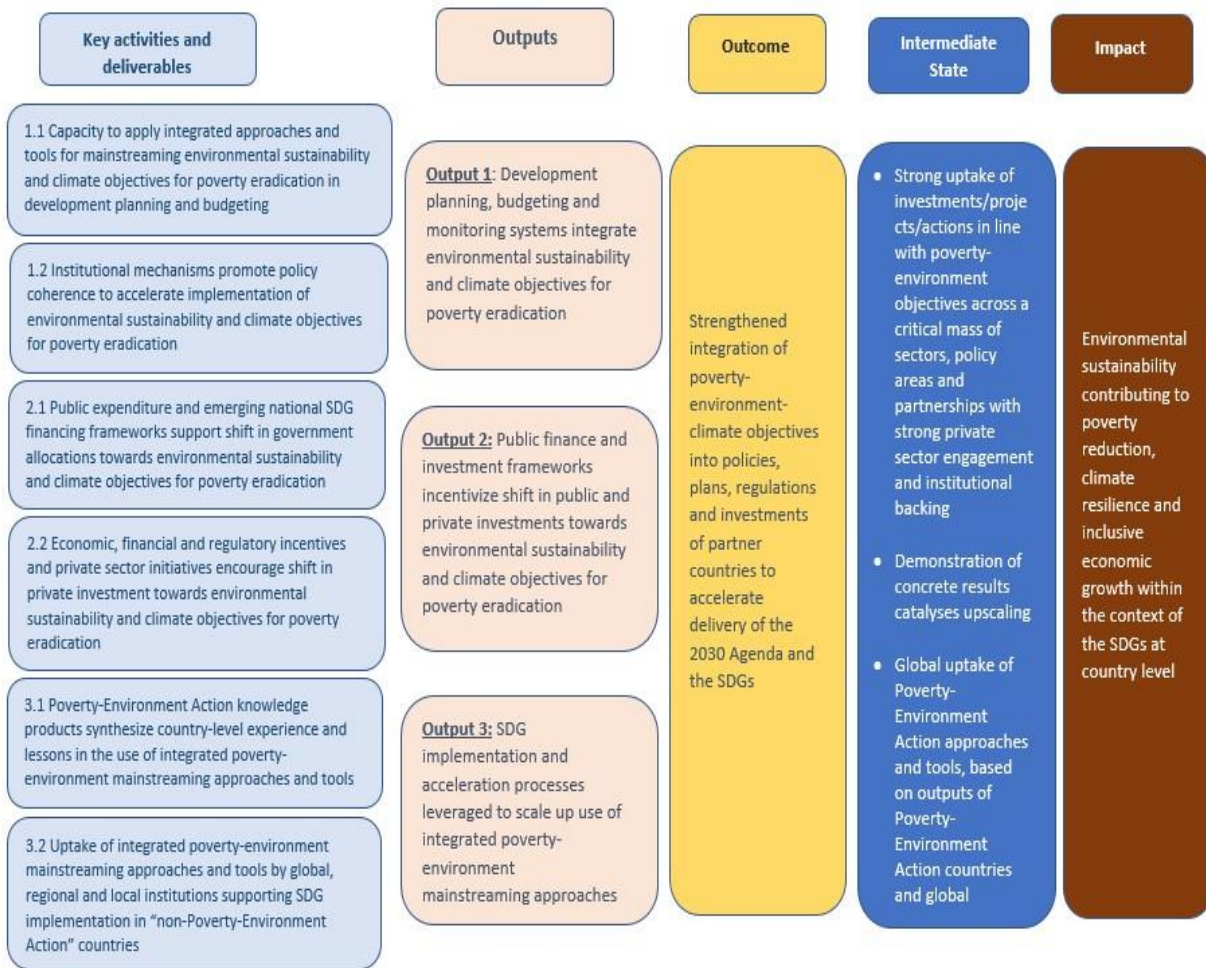 Key activities and
deliverables
Outputs
Outcome
Intermediate
State
Impact
1.1 Capacity to apply integrated approaches and
tools for mainstreaming environmental sustainability
and climate objectives for poverty eradication in
development planning and budgeting
1.2 Institutional mechanisms promote policy
coherence to accelerate implementation of
environmental sustainability and climate objectives
for poverty eradication
2.1 Public expenditure and emerging national SDG
financing frameworks support shift in government
allocations towards environmental sustainability
and climate objectives for poverty eradication
2.2 Economic, financial and regulatory incentives
and private sector initiatives encourage shift in
private investment towards environmental
sustainability and climate objectives for poverty
eradication
3.1 Poverty-Environment Action knowledge
products synthesize country-level experience and
lessons in the use of integrated poverty-
environment mainstreaming approaches and tools
3.2 Uptake of integrated poverty-environment
mainstreaming approaches and tools by global,
regional and local institutions supporting SDG
implementation in “non-Poverty-Environment
Action” countries
Output 1: Development
planning, budgeting and
monitoring systems integrate
environmental sustainability
and climate objectives for
poverty eradication
Output 2: Public finance and
investment frameworks
incentivize shift in public and
private investments towards
environmental sustainability
and climate objectives for
poverty eradication
Output 3: SDG
implementation and
acceleration processes
leveraged to scale up use of
integrated poverty-
environment
mainstreaming approaches
Strengthened
integration of
poverty-
environment-
climate objectives
into policies,
plans, regulations
and investments
of partner
countries to
accelerate
delivery of the
2030 Agenda and
the SDGs
• Strong uptake of
investments/proje
cts/actions in line
with poverty-
environment
objectives across a
critical mass of
sectors, policy
areas and
partnerships with
strong private
sector engagement
and institutional
backing
• Demonstration of
concrete results
catalyses upscaling
• Global uptake of
Poverty-
Environment
Action approaches
and tools, based
on outputs of
Poverty-
Environment
Action countries
and global
Environmental
sustainability
contributing to
poverty
reduction,
climate
resilience and
inclusive
economic
growth within
the context of
the SDGs at
country level